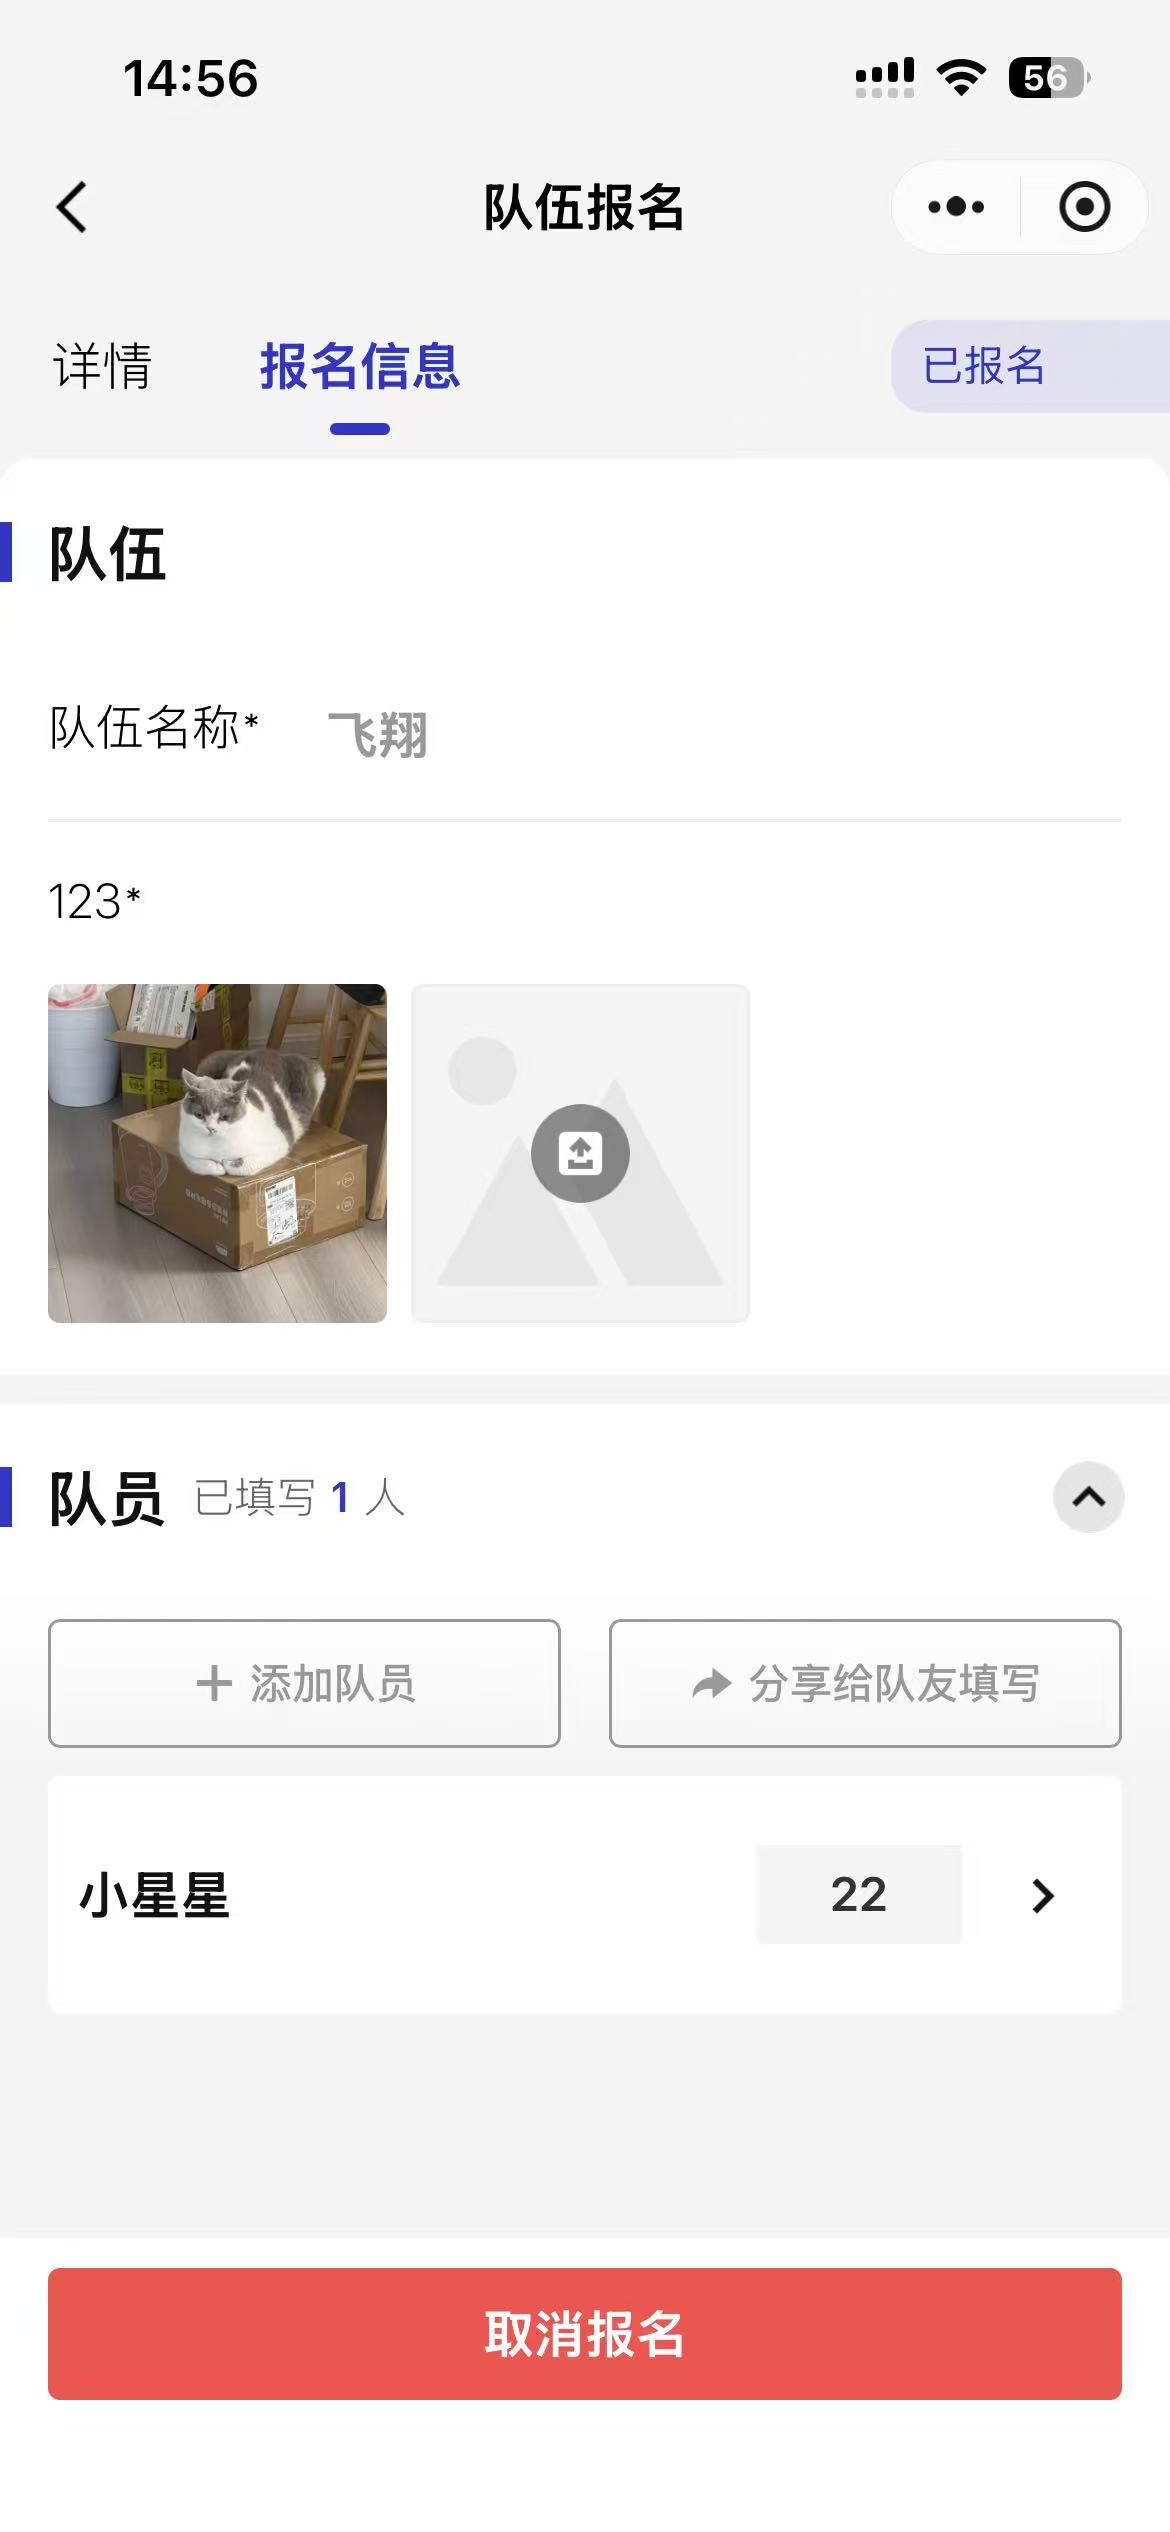 14:56
56
队伍报名
详情 报名信息 已报名
队伍
队伍名称* 飞翔
123*
队员 已填写 1 人
添加队员 分享给队友填写
小星星 22
取消报名